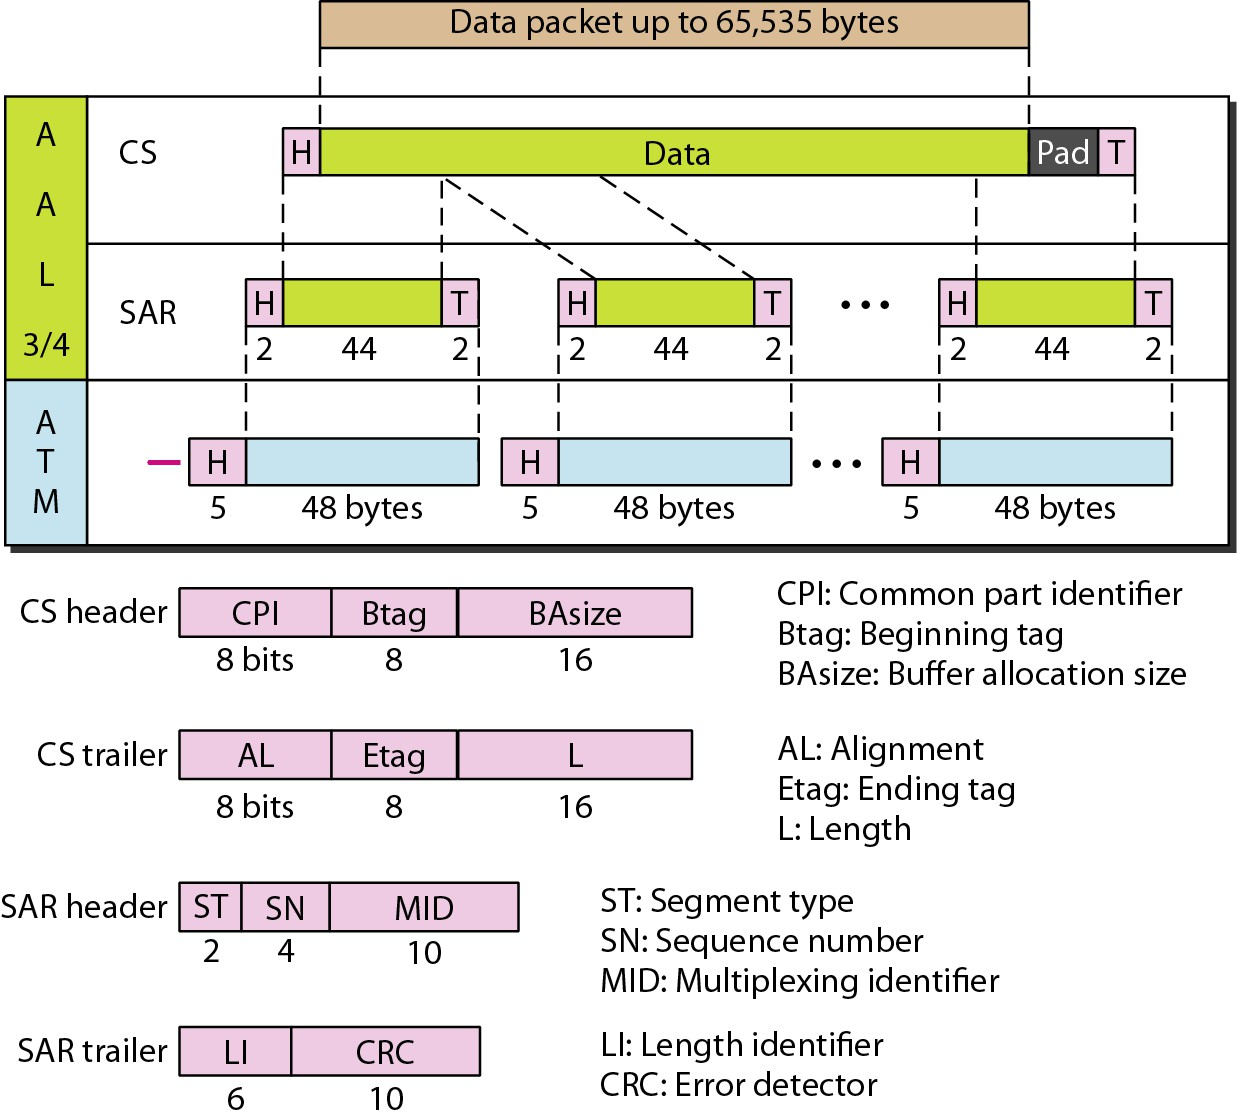 Data packet up to 65,535 bytes
A A L 3/4
CS
H Data Pad T
SAR
H T H T ... H T
2 44 2 2 44 2 2 44 2
A T M
H H ... H
5 48 bytes 5 48 bytes 5 48 bytes
CS header CPI Btag BAsize
8 bits 8 16
CPI: Common part identifier
Btag: Beginning tag
BAsize: Buffer allocation size
CS trailer AL Etag L
8 bits 8 16
AL: Alignment
Etag: Ending tag
L: Length
SAR header ST SN MID
2 4 10
ST: Segment type
SN: Sequence number
MID: Multiplexing identifier
SAR trailer LI CRC
6 10
LI: Length identifier
CRC: Error detector